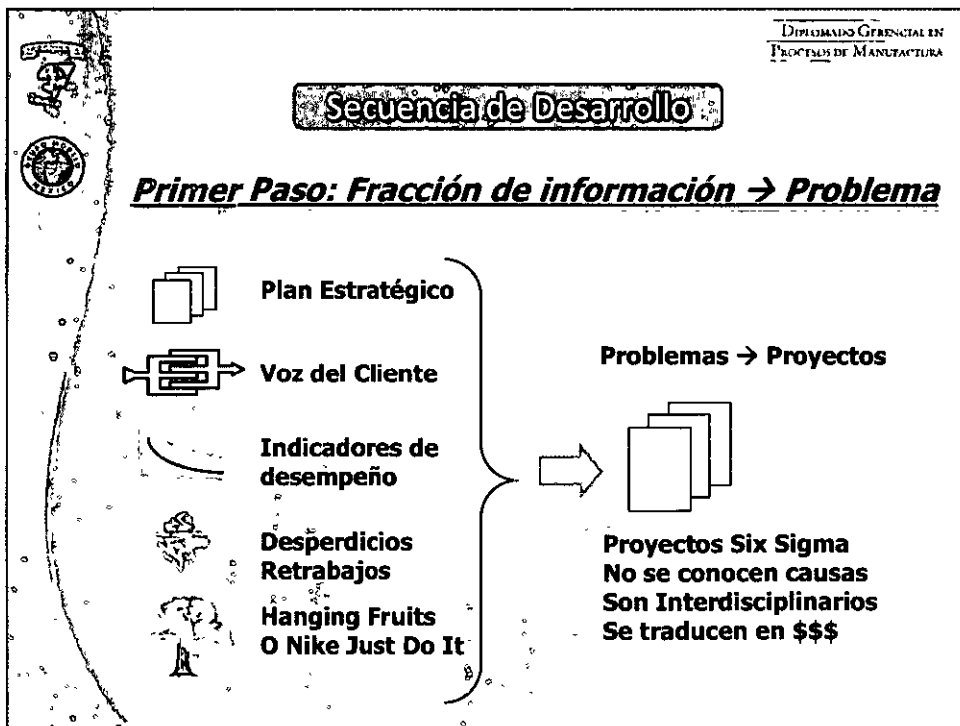 DIPLOMADO GERENCIAL EN
PROCESOS DE MANUFACTURA
Secuencia de Desarrollo
Primer Paso: Fracción de información → Problema
Plan Estratégico
Voz del Cliente
Indicadores de
desempeño
Desperdicios
Retrabajos
Hanging Fruits
O Nike Just Do It
Problemas → Proyectos
Proyectos Six Sigma
No se conocen causas
Son Interdisciplinarios
Se traducen en $$$